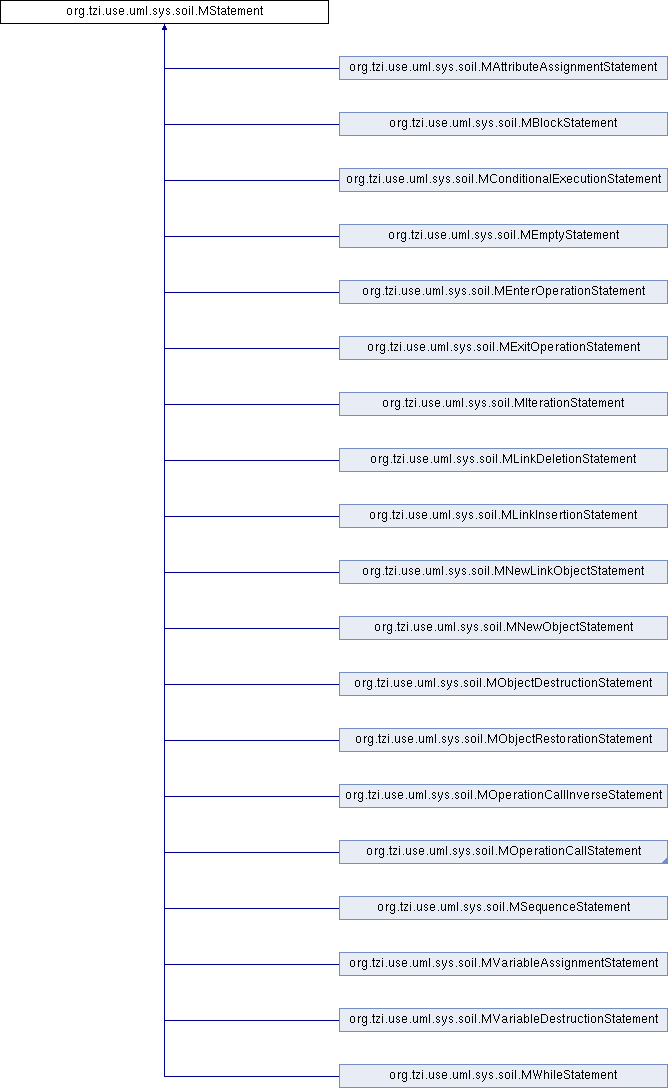 org.tzi.use.uml.sys.soil.MStatement
org.tzi.use.uml.sys.soil.MAttributeAssignmentStatement
org.tzi.use.uml.sys.soil.MBlockStatement
org.tzi.use.uml.sys.soil.MConditionalExecutionStatement
org.tzi.use.uml.sys.soil.MEmptyStatement
org.tzi.use.uml.sys.soil.MEnterOperationStatement
org.tzi.use.uml.sys.soil.MExitOperationStatement
org.tzi.use.uml.sys.soil.MIterationStatement
org.tzi.use.uml.sys.soil.MLinkDeletionStatement
org.tzi.use.uml.sys.soil.MLinkInsertionStatement
org.tzi.use.uml.sys.soil.MNewLinkObjectStatement
org.tzi.use.uml.sys.soil.MNewObjectStatement
org.tzi.use.uml.sys.soil.MObjectDestructionStatement
org.tzi.use.uml.sys.soil.MObjectRestorationStatement
org.tzi.use.uml.sys.soil.MOperationCallInverseStatement
org.tzi.use.uml.sys.soil.MOperationCallStatement
org.tzi.use.uml.sys.soil.MSequenceStatement
org.tzi.use.uml.sys.soil.MVariableAssignmentStatement
org.tzi.use.uml.sys.soil.MVariableDestructionStatement
org.tzi.use.uml.sys.soil.MWhileStatement